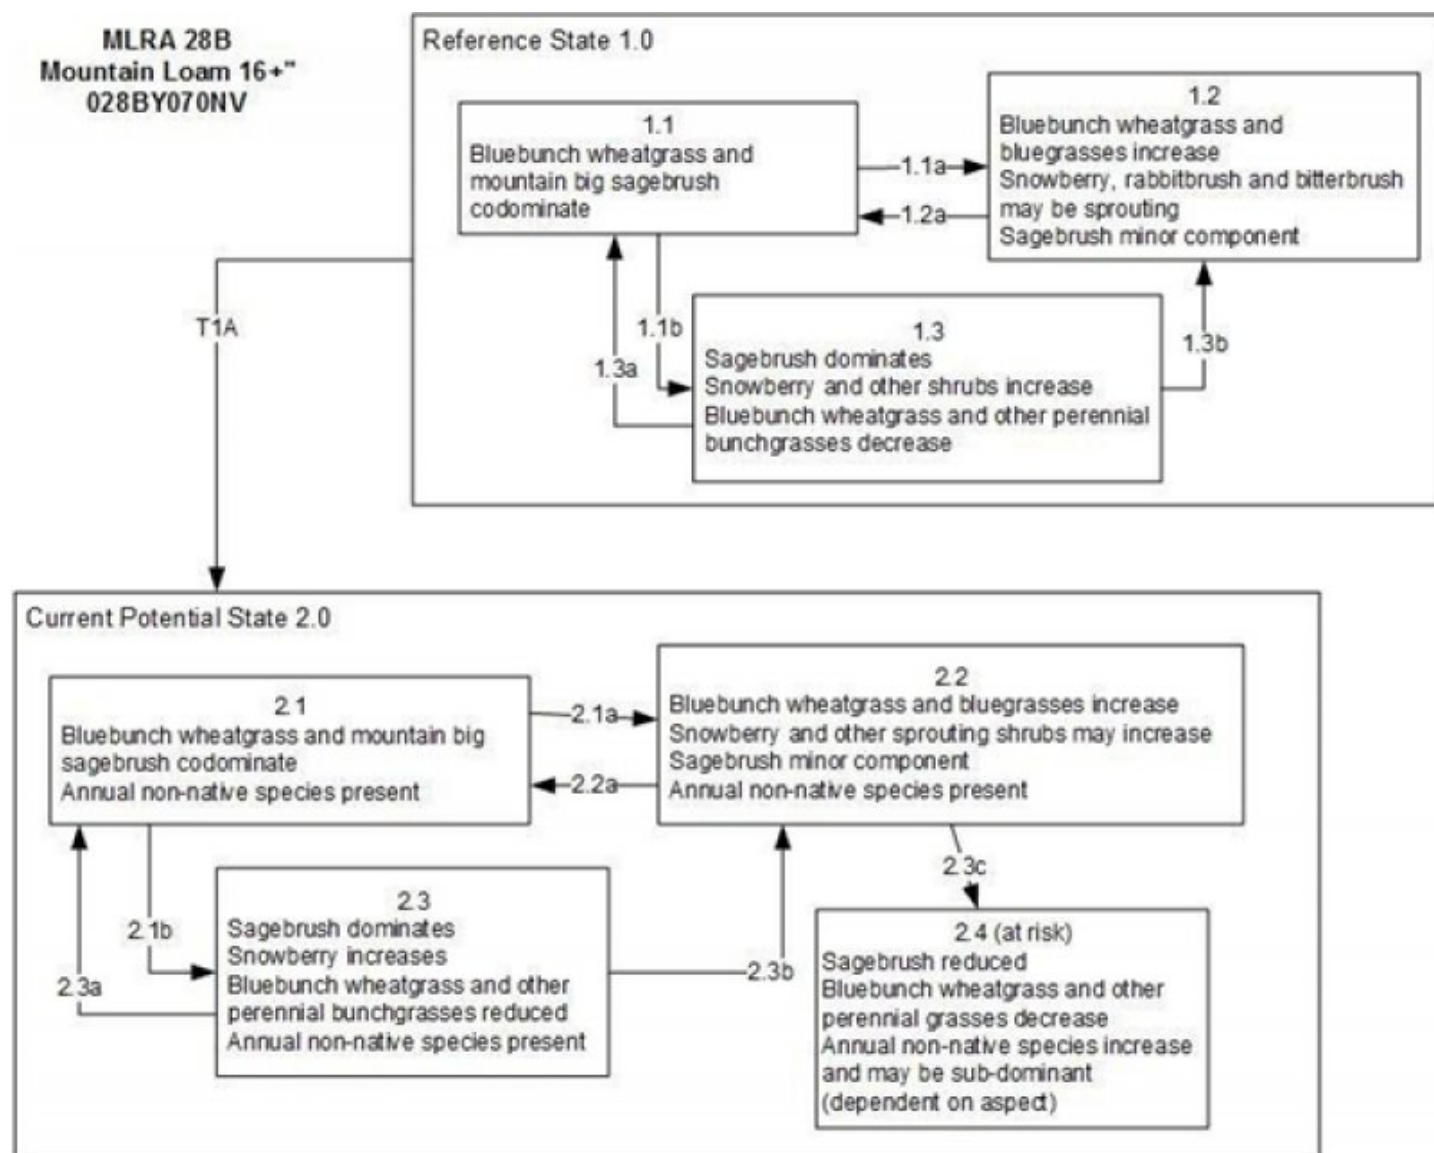 MLRA 28B
Mountain Loam 16+"
028BY070NV
Reference State 1.0
1.1
Bluebunch wheatgrass and
mountain big sagebrush
codominate
1.1a
1.2a
1.2
Bluebunch wheatgrass and
bluegrasses increase
Snowberry, rabbitbrush and bitterbrush
may be sprouting
Sagebrush minor component
T1A
1.1b
1.3a
1.3
Sagebrush dominates
Snowberry and other shrubs increase
Bluebunch wheatgrass and other perennial
bunchgrasses decrease
1.3b
Current Potential State 2.0
2.1
Bluebunch wheatgrass and mountain big
sagebrush codominate
Annual non-native species present
2.1a
2.2a
2.2
Bluebunch wheatgrass and bluegrasses increase
Snowberry and other sprouting shrubs may increase
Sagebrush minor component
Annual non-native species present
2.1b
2.3a
2.3
Sagebrush dominates
Snowberry increases
Bluebunch wheatgrass and other
perennial bunchgrasses reduced
Annual non-native species present
2.3b
2.3c
2.4 (at risk)
Sagebrush reduced
Bluebunch wheatgrass and other
perennial grasses decrease
Annual non-native species increase
and may be sub-dominant
(dependent on aspect)